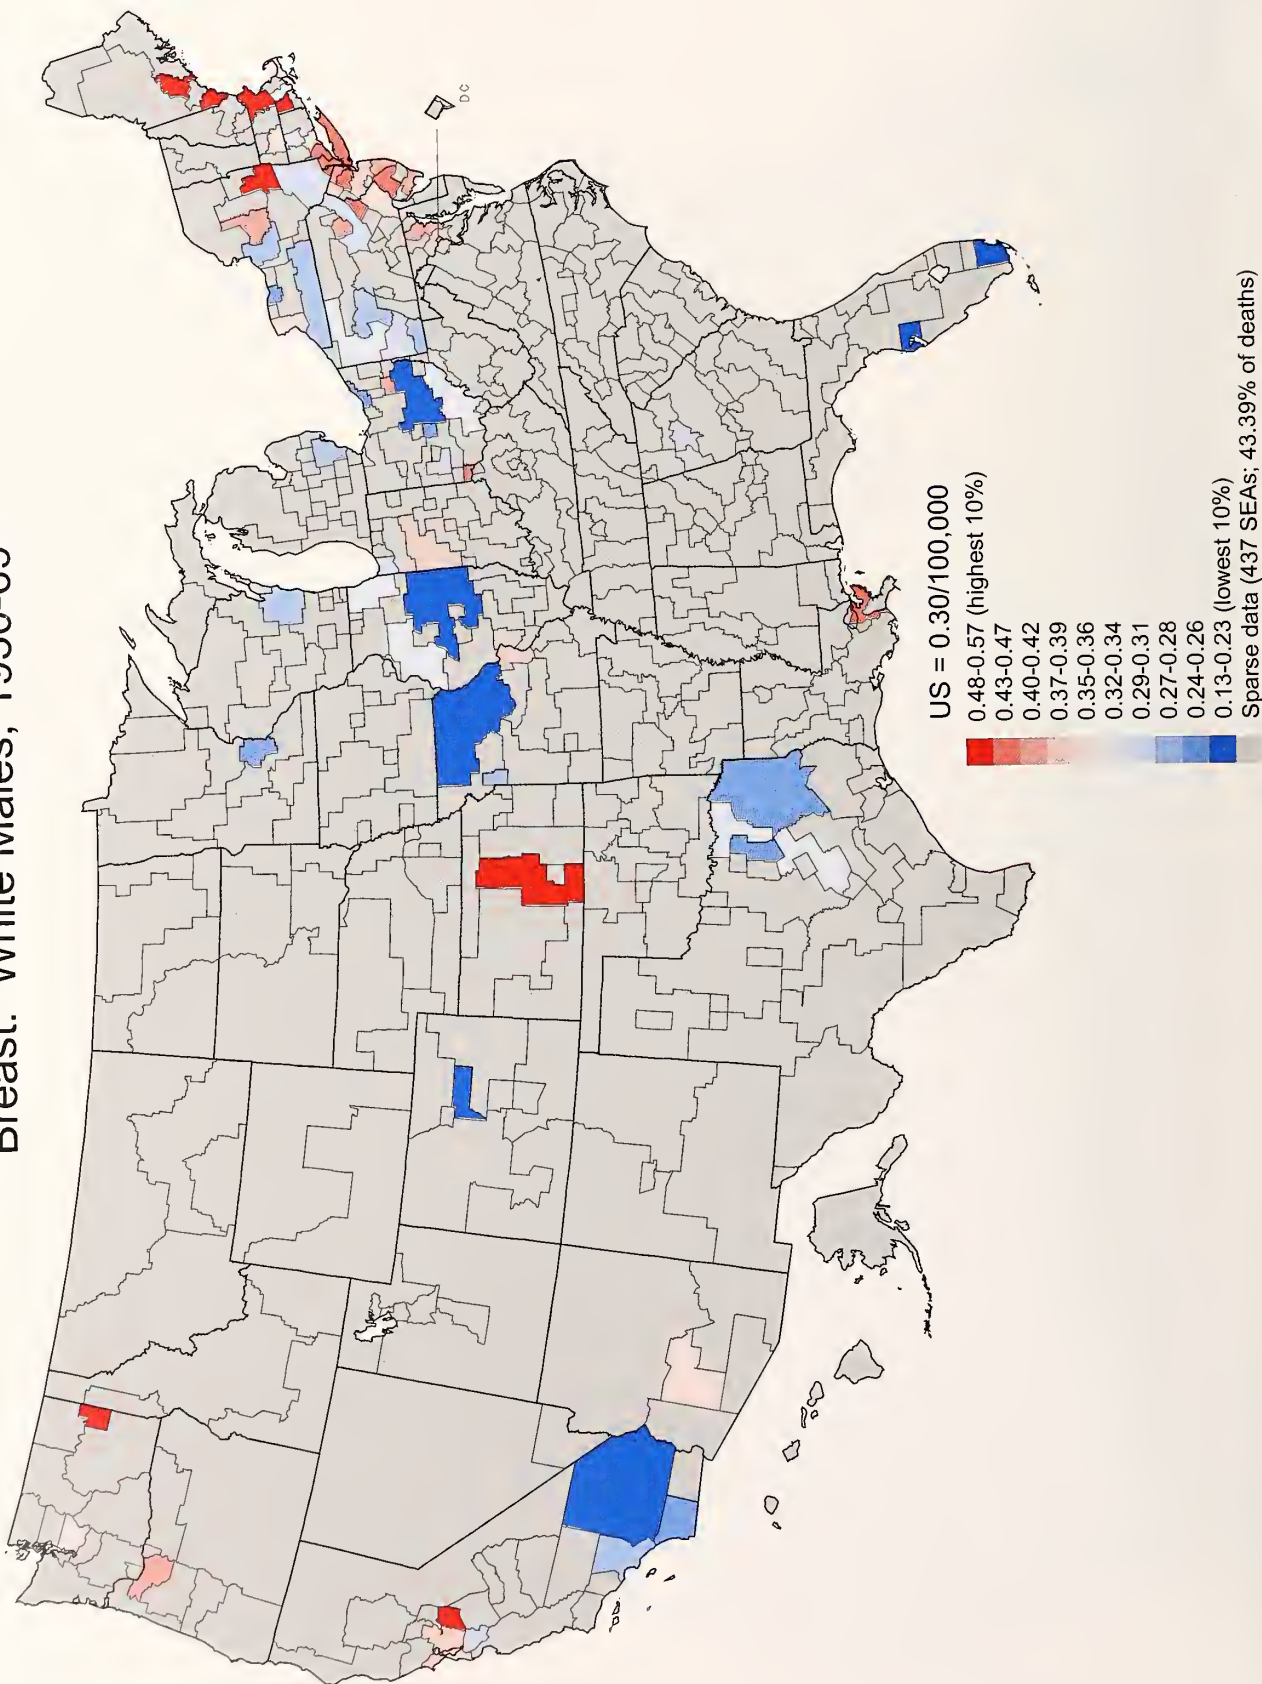 Breast: White Males, 1950-69
DC
US = 0.30/100,000
0.48-0.57 (highest 10%)
0.43-0.47
0.40-0.42
0.37-0.39
0.35-0.36
0.32-0.34
0.29-0.31
0.27-0.28
0.24-0.26
0.13-0.23 (lowest 10%)
Sparse data (437 SEAs; 43.39% of deaths)